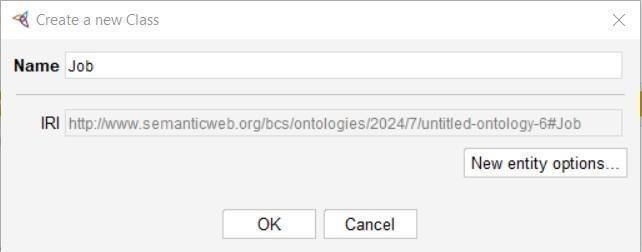 Create a new Class
Name Job
IRI http://www.semanticweb.org/bcs/ontologies/2024/7/untitled-ontology-6#Job
New entity options...
OK Cancel